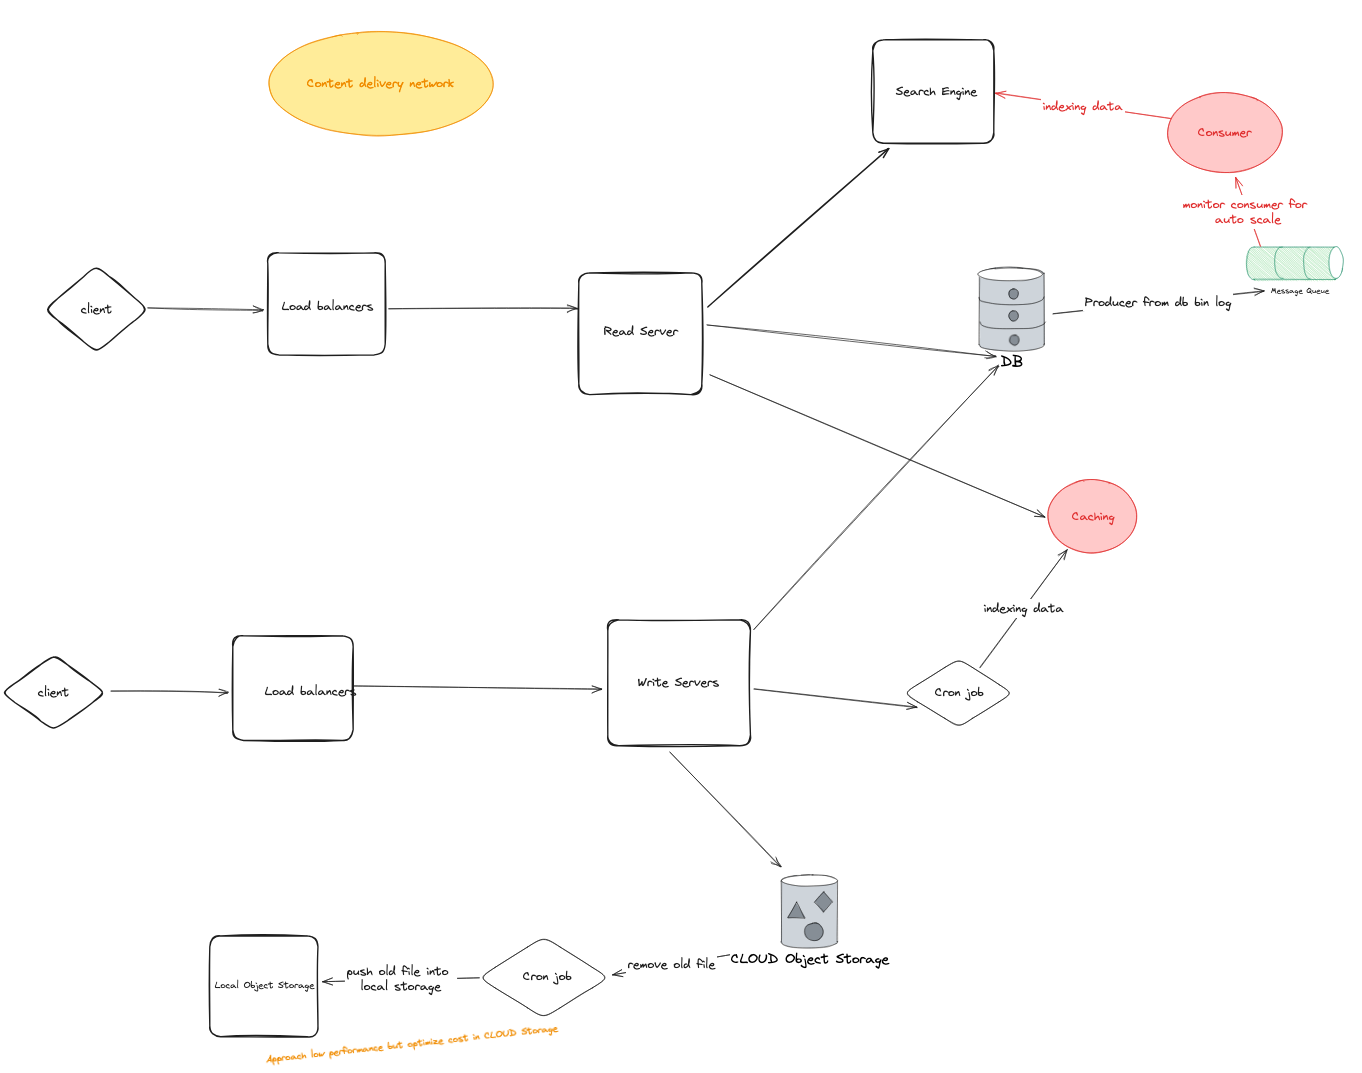 Content delivery network
Search Engine
indexing data
Consumer
monitor consumer for
auto scale
Message Queue
client
Load balancers
Read Server
Producer from db bin log
DB
Caching
indexing data
client
Load balancers
Write Servers
Cron job
CLOUD Object Storage
remove old file
Cron job
push old file into
local storage
Local Object Storage
Approach low performance but optimize cost in CLOUD Storage